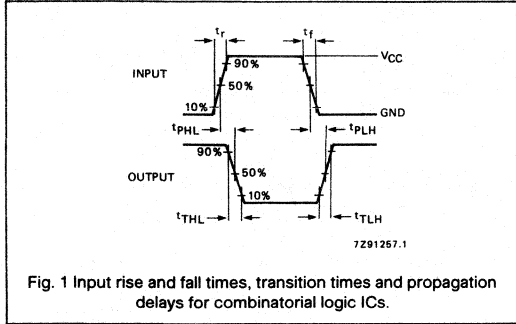 tr
tf
VCC
INPUT
90%
50%
10%
GND
tPHL
tPLH
OUTPUT
90%
50%
10%
tTHL
tTLH
7Z91257.1
Fig. 1 Input rise and fall times, transition times and propagation
delays for combinatorial logic ICs.